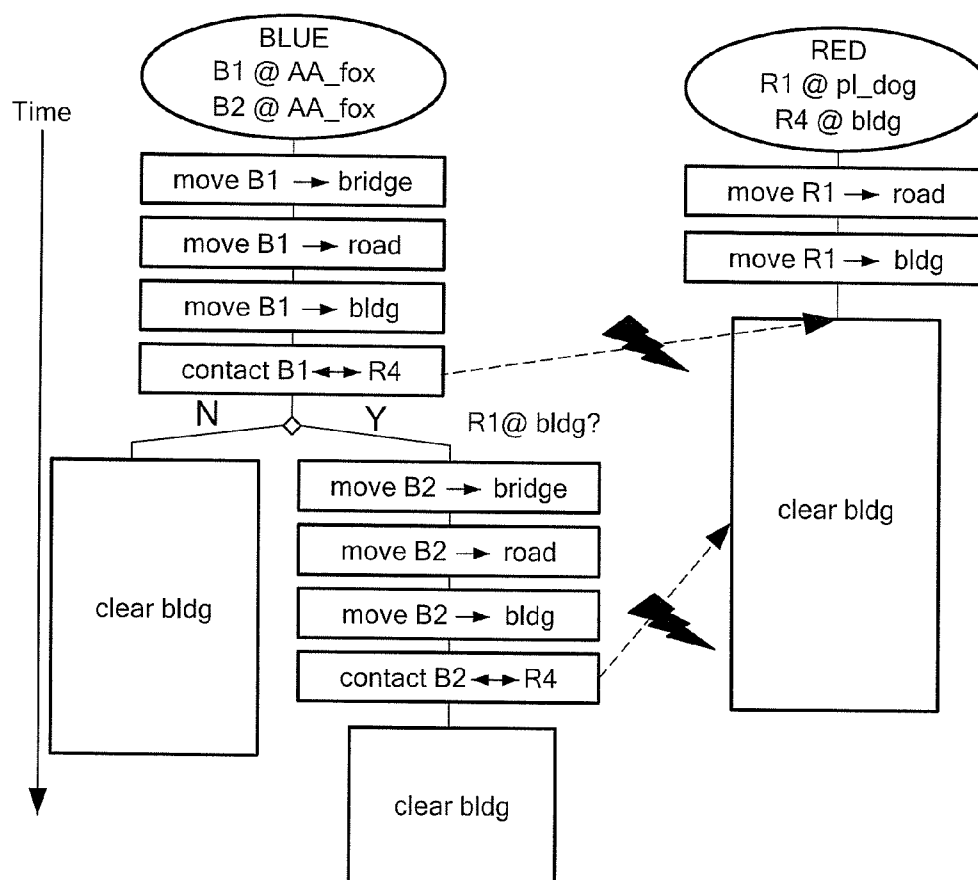 BLUE
B1 @ AA_fox
B2 @ AA_fox
RED
R1 @ pl_dog
R4 @ bldg
Time
move B1 → bridge
move B1 → road
move B1 → bldg
contact B1 ↔ R4
move R1 → road
move R1 → bldg
N
Y
R1@ bldg?
clear bldg
move B2 → bridge
move B2 → road
move B2 → bldg
contact B2 ↔ R4
clear bldg
clear bldg